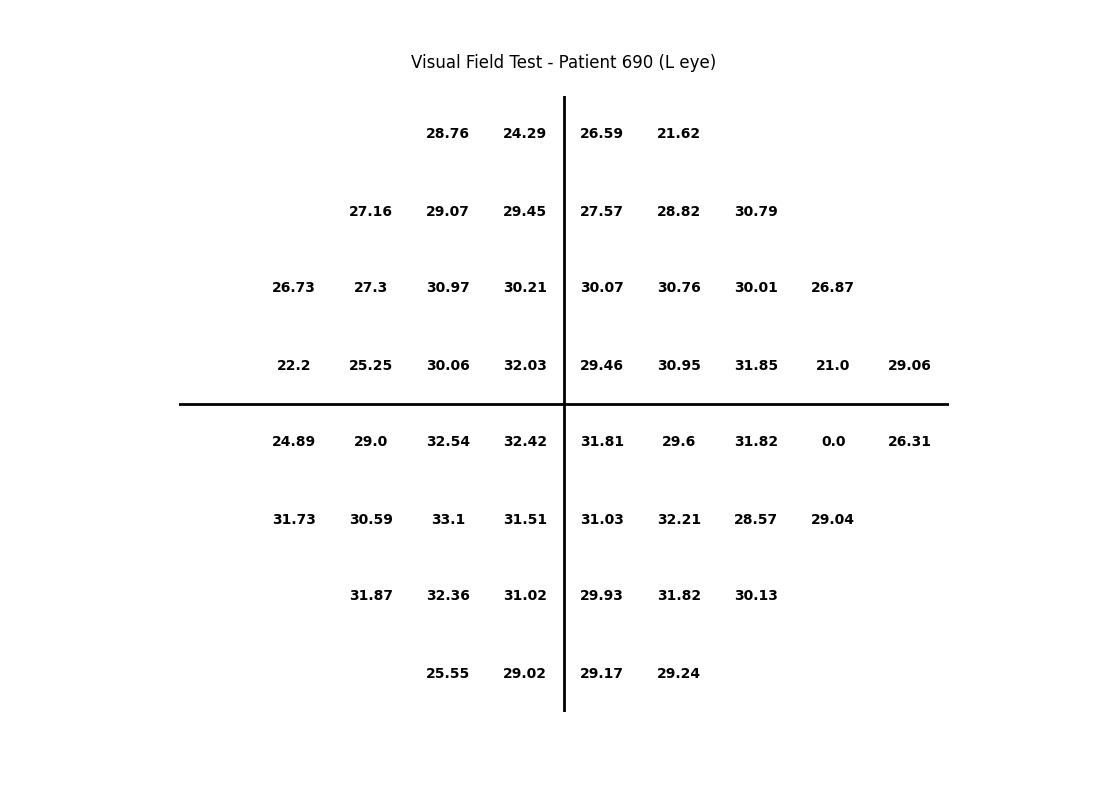 Visual Field Test - Patient 690 (L eye)
28.76 24.29 26.59 21.62
27.16 29.07 29.45 27.57 28.82 30.79
26.73 27.3 30.97 30.21 30.07 30.76 30.01 26.87
22.2 25.25 30.06 32.03 29.46 30.95 31.85 21.0 29.06
24.89 29.0 32.54 32.42 31.81 29.6 31.82 0.0 26.31
31.73 30.59 33.1 31.51 31.03 32.21 28.57 29.04
31.87 32.36 31.02 29.93 31.82 30.13
25.55 29.02 29.17 29.24